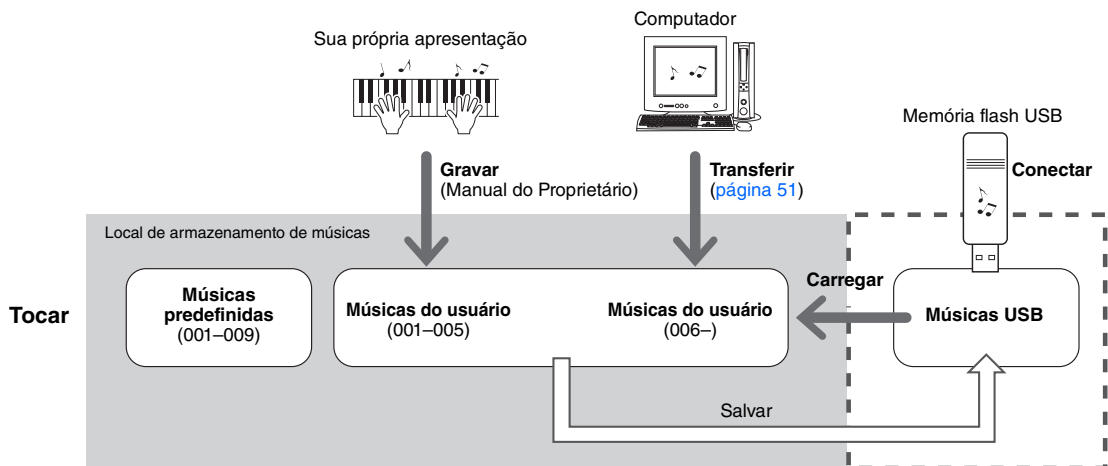 Computador
Sua própria apresentação
Memória flash USB
Gravar
(Manual do Proprietário)
Transferir
(página 51)
Conectar
Local de armazenamento de músicas
Tocar
Músicas
predefinidas
(001–009)
Músicas do usuário
(001–005)
Músicas do usuário
(006–)
Carregar
Músicas USB
Salvar